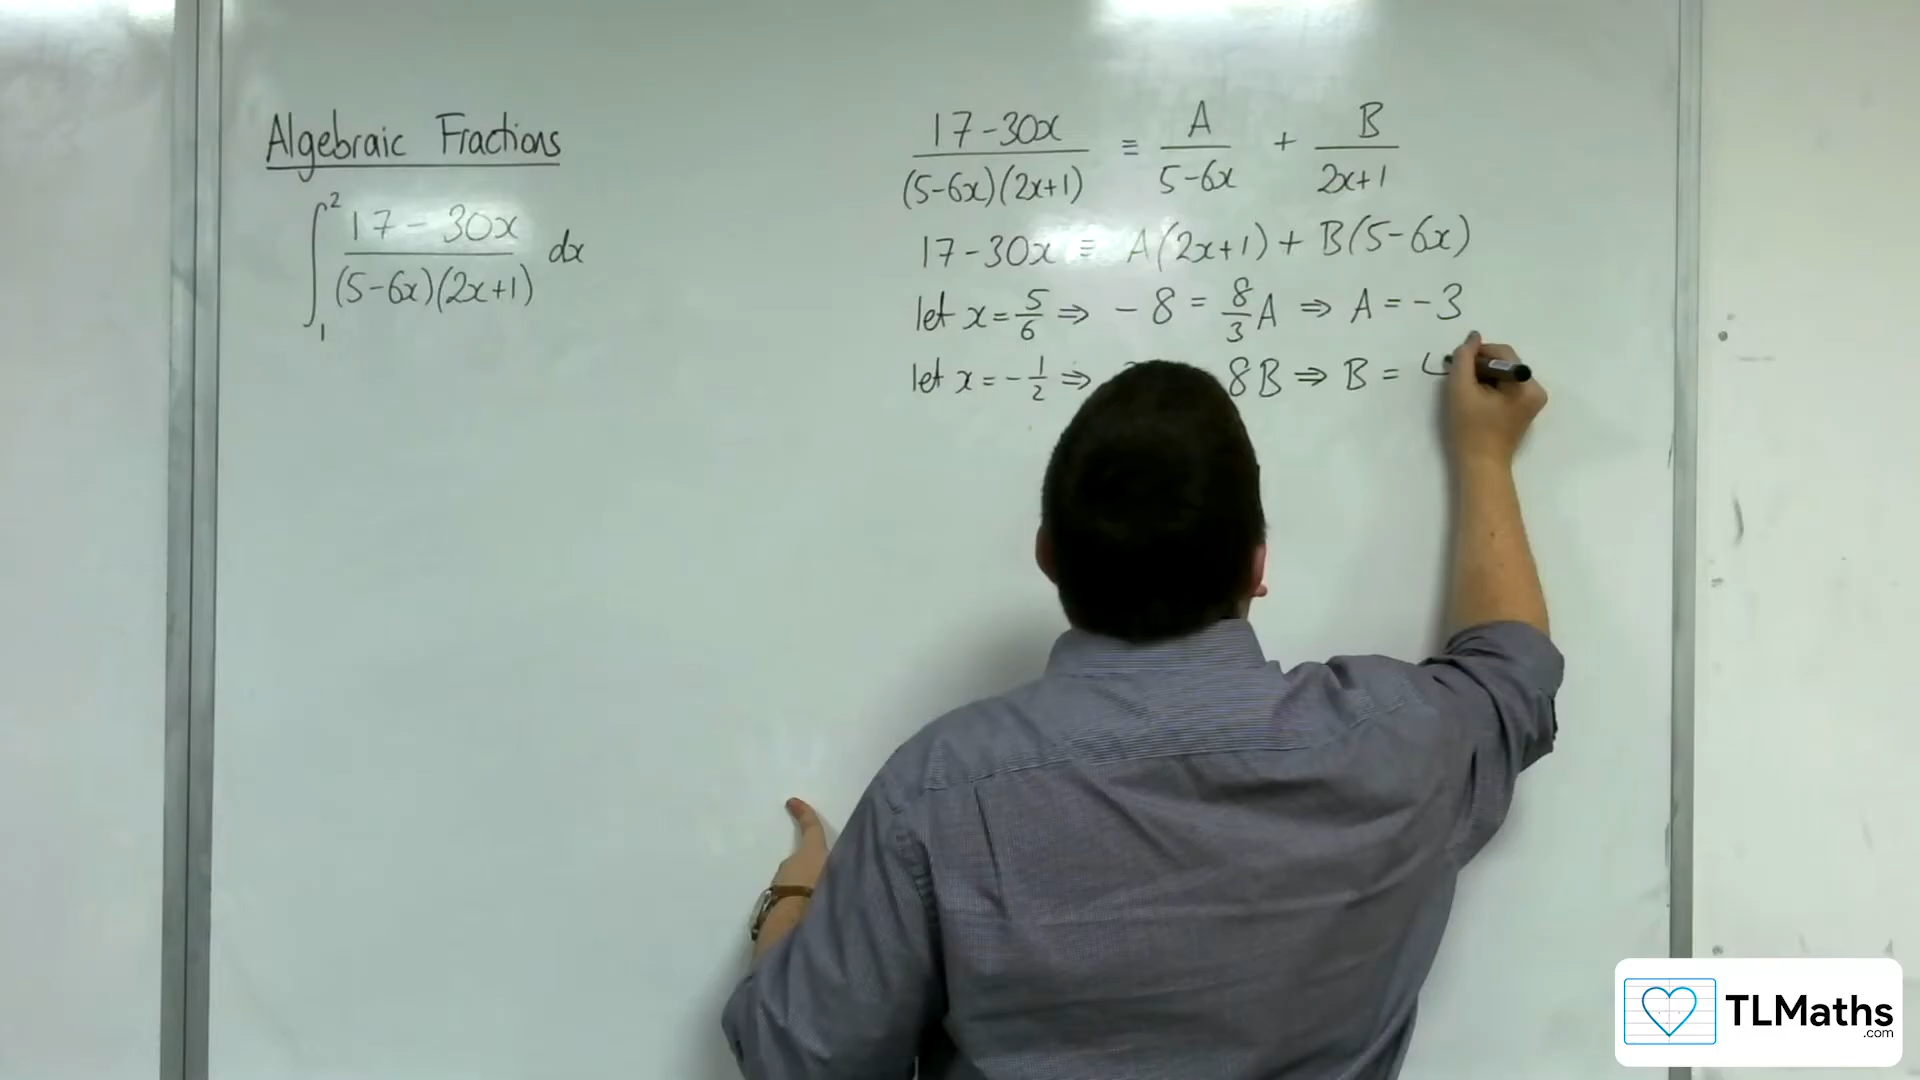 Algebraic Fractions
∫₁² (17 - 30x)/((5-6x)(2x+1)) dx
(17-30x)/((5-6x)(2x+1)) ≡ A/(5-6x) + B/(2x+1)
17-30x ≡ A(2x+1) + B(5-6x)
let x = 5/6 ⇒ -8 = 8/3 A ⇒ A = -3
let x = -1/2 ⇒ 8B ⇒ B =
TLMaths
.com